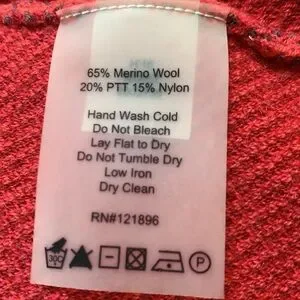 65% Merino Wool
20% PTT 15% Nylon
Hand Wash Cold
Do Not Bleach
Lay Flat to Dry
Do Not Tumble Dry
Low Iron
Dry Clean
RN#121896
30C P